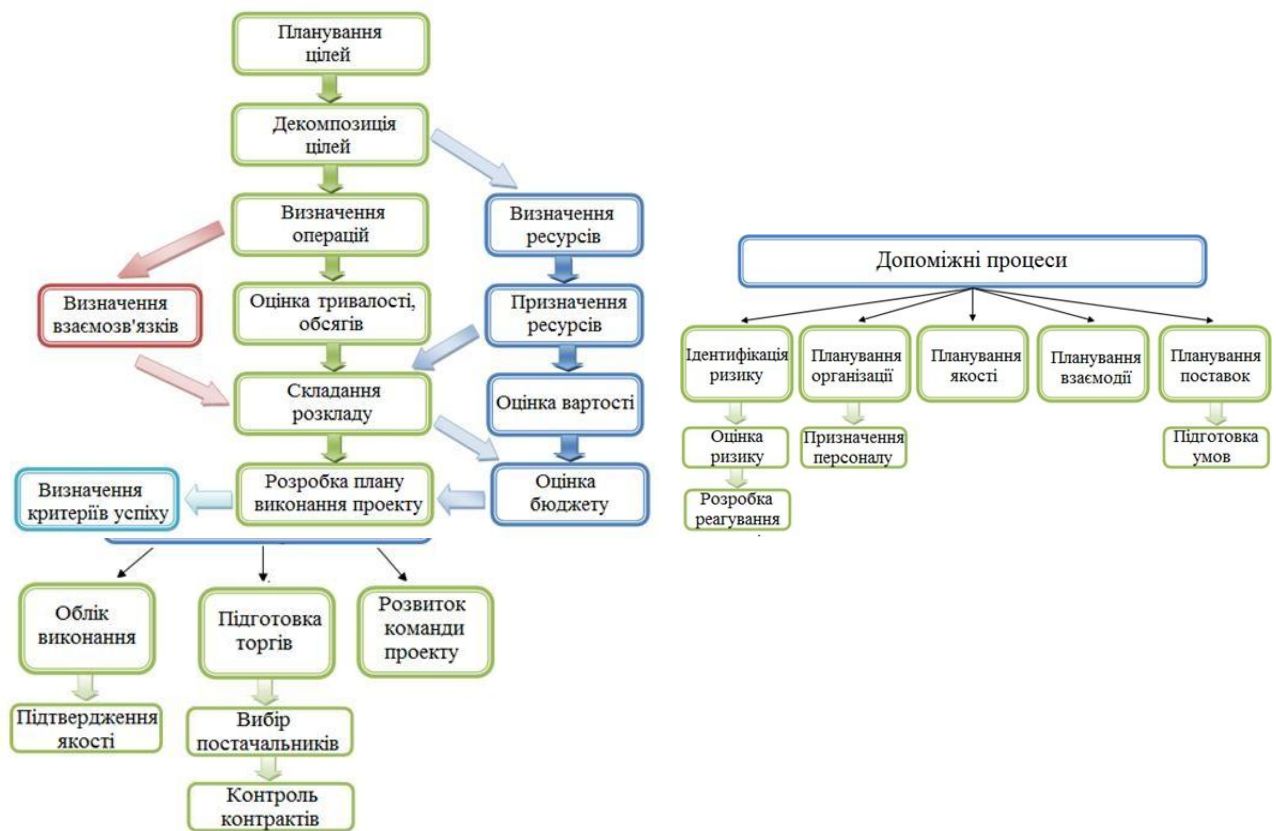 Планування
цілей
Декомпозиція
цілей
Визначення
операцій
Визначення
ресурсів
Визначення
взаємозв'язків
Оцінка тривалості,
обсягів
Призначення
ресурсів
Складання
розкладу
Оцінка вартості
Визначення
критеріїв успіху
Розробка плану
виконання проекту
Оцінка
бюджету
Допоміжні процеси
Ідентифікація
ризику
Планування
організації
Планування
якості
Планування
взаємодії
Планування
поставок
Оцінка
ризику
Призначення
персоналу
Підготовка
умов
Розробка
реагування
Облік
виконання
Підготовка
торгів
Розвиток
команди
проекту
Підтвердження
якості
Вибір
постачальників
Контроль
контрактів